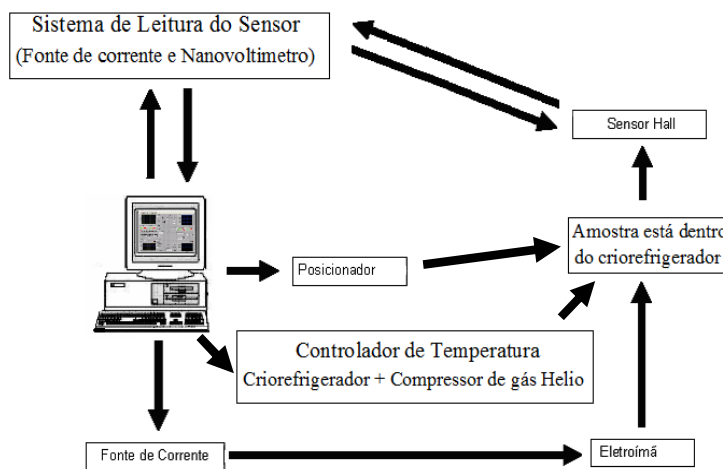 Sistema de Leitura do Sensor
(Fonte de corrente e Nanovoltimetro)
Sensor Hall
Amostra está dentro
do criorefrigerador
Posicionador
Controlador de Temperatura
Criorefrigerador + Compressor de gás Helio
Fonte de Corrente
Eletroímã